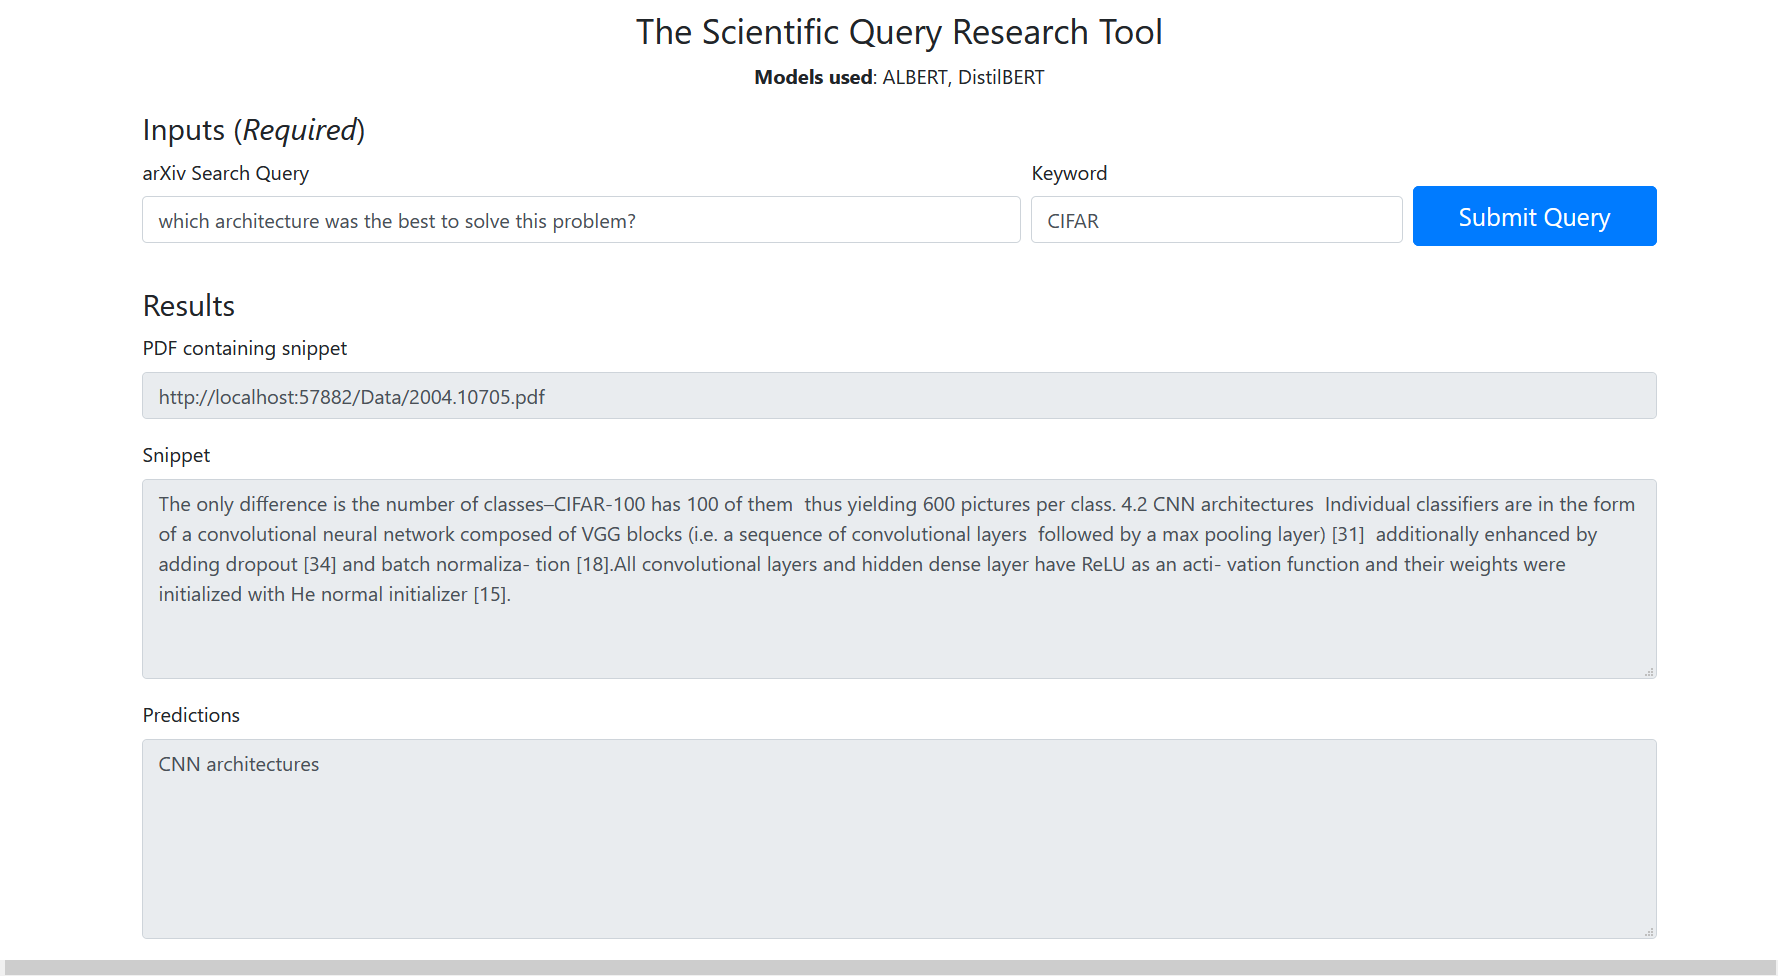 The Scientific Query Research Tool
Models used: ALBERT, DistilBERT
Inputs (Required)
arXiv Search Query
Keyword
which architecture was the best to solve this problem?
CIFAR
Submit Query
Results
PDF containing snippet
http://localhost:57882/Data/2004.10705.pdf
Snippet
The only difference is the number of classes–CIFAR-100 has 100 of them  thus yielding 600 pictures per class. 4.2 CNN architectures  Individual classifiers are in the form
of a convolutional neural network composed of VGG blocks (i.e. a sequence of convolutional layers  followed by a max pooling layer) [31]  additionally enhanced by
adding dropout [34] and batch normaliza- tion [18].All convolutional layers and hidden dense layer have ReLU as an acti- vation function and their weights were
initialized with He normal initializer [15].
Predictions
CNN architectures